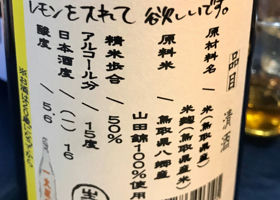 レモンを入れて欲しいです。
品目 清酒
原材料名/米(鳥取県産)
米麹(鳥取県産米)
原料米/鳥取県八郷産
山田錦100%使用
精米歩合/50%
アルコール分/15度
日本酒度/(-)16
酸度/5.6